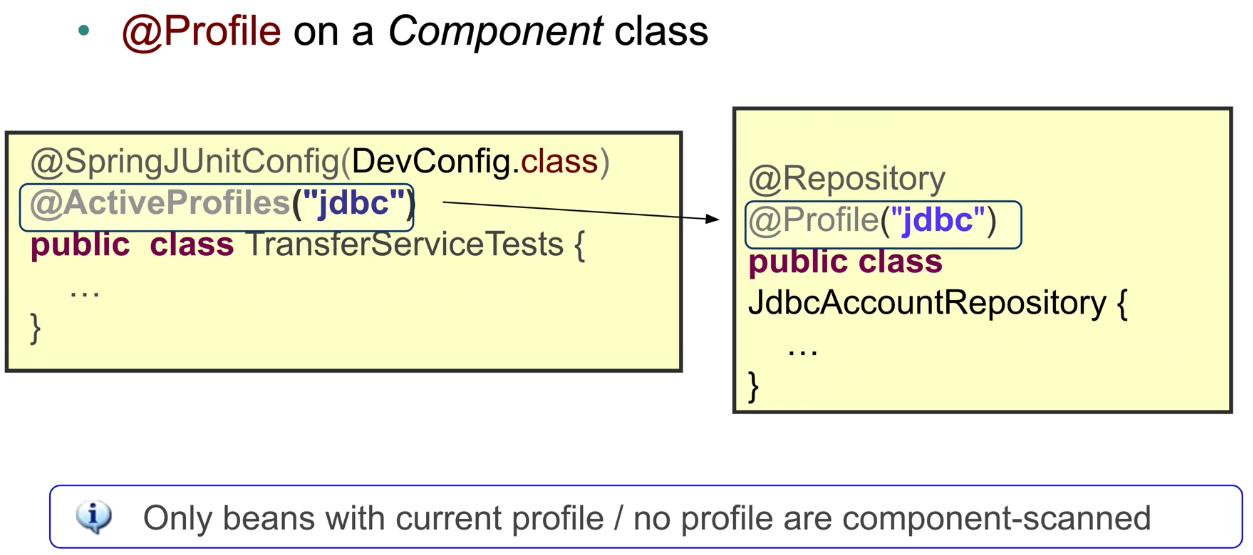 • @Profile on a Component class
@SpringJUnitConfig(DevConfig.class)
@ActiveProfiles("jdbc")
public class TransferServiceTests {
…
}
@Repository
@Profile("jdbc")
public class
JdbcAccountRepository {
…
}
Only beans with current profile / no profile are component-scanned